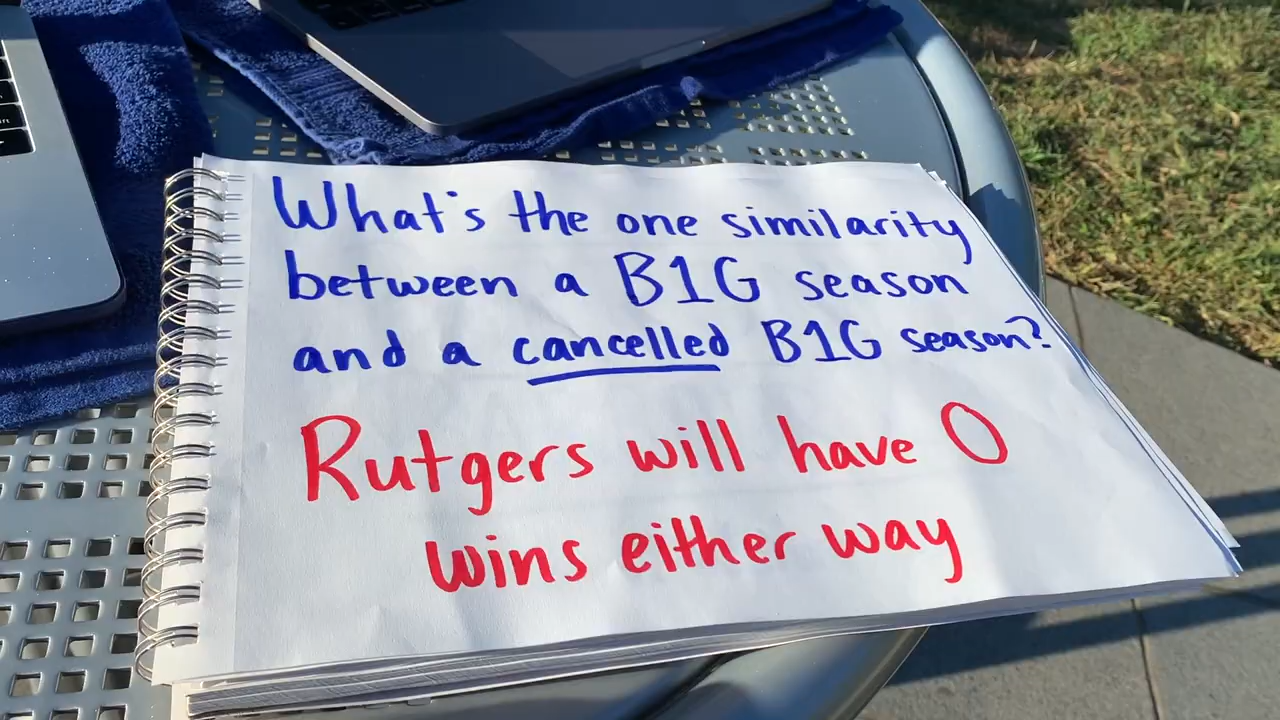 What's the one similarity
between a B1G season
and a cancelled B1G season?
Rutgers will have 0
wins either way